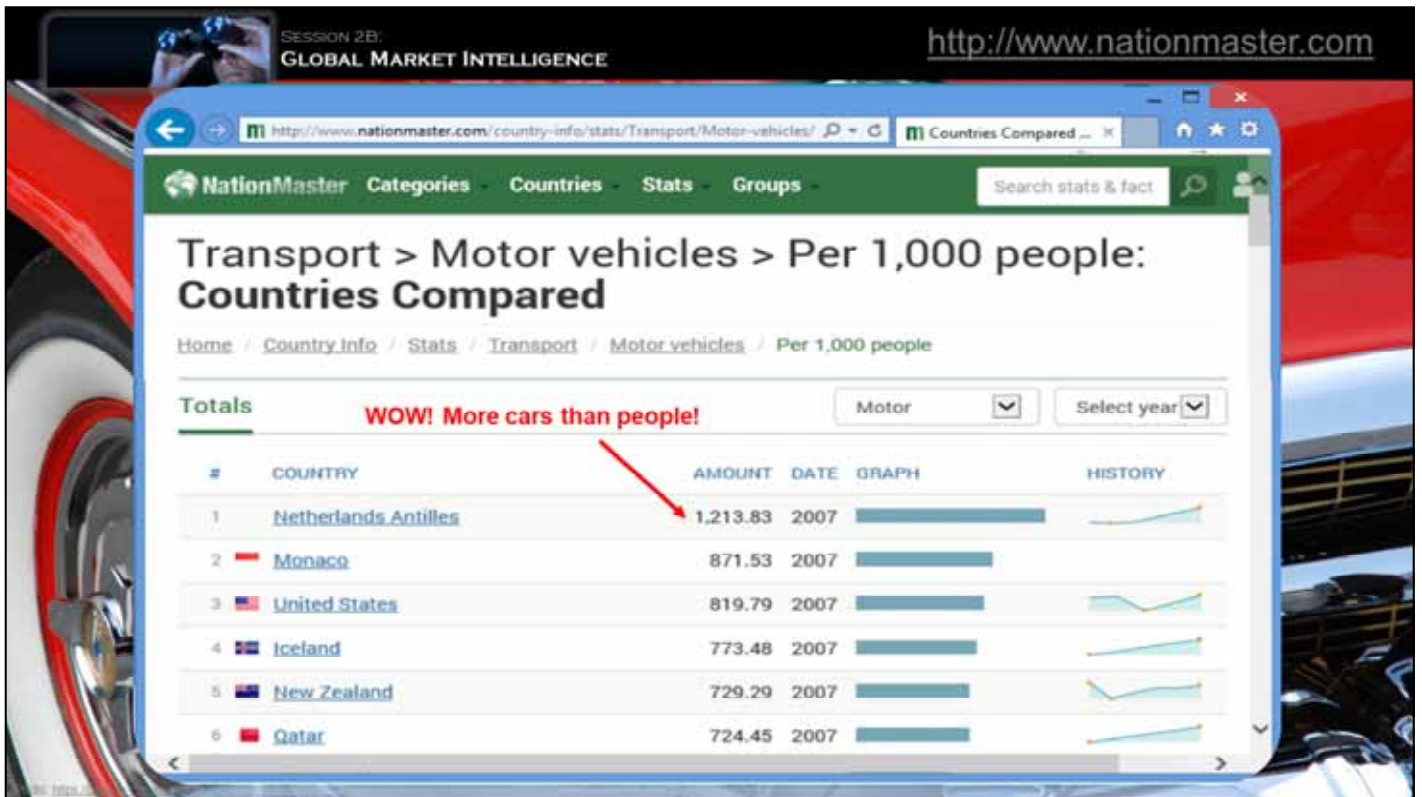 SESSION 2B:
GLOBAL MARKET INTELLIGENCE
http://www.nationmaster.com
http://www.nationmaster.com/country-info/stats/Transport/Motor-vehicles/
Countries Compared ...
NationMaster Categories Countries Stats Groups
Search stats & fact
Transport > Motor vehicles > Per 1,000 people:
Countries Compared
Home / Country Info / Stats / Transport / Motor vehicles / Per 1,000 people
Totals
WOW! More cars than people!
Motor
Select year
# COUNTRY AMOUNT DATE GRAPH HISTORY
1 Netherlands Antilles 1,213.83 2007
2 Monaco 871.53 2007
3 United States 819.79 2007
4 Iceland 773.48 2007
5 New Zealand 729.29 2007
6 Qatar 724.45 2007